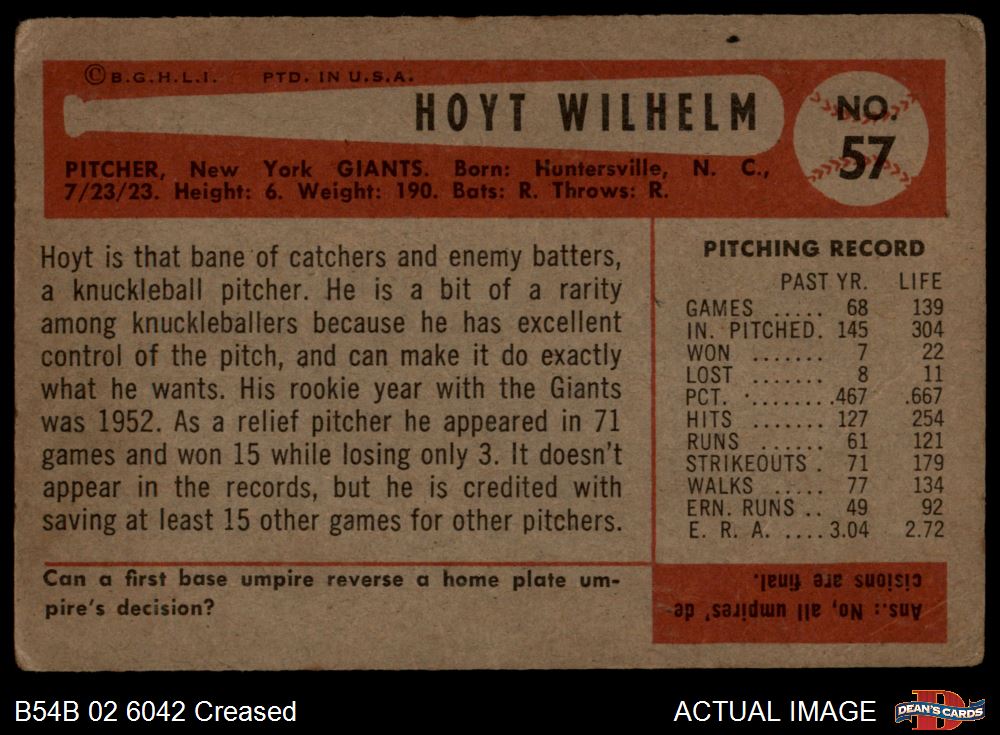 © B.G.H.L.I. PTD. IN U.S.A.
HOYT WILHELM
NO.
57
PITCHER, New York GIANTS. Born: Huntersville, N. C.,
7/23/23. Height: 6. Weight: 190. Bats: R. Throws: R.
Hoyt is that bane of catchers and enemy batters,
a knuckleball pitcher. He is a bit of a rarity
among knuckleballers because he has excellent
control of the pitch, and can make it do exactly
what he wants. His rookie year with the Giants
was 1952. As a relief pitcher he appeared in 71
games and won 15 while losing only 3. It doesn't
appear in the records, but he is credited with
saving at least 15 other games for other pitchers.
PITCHING RECORD
PAST YR. LIFE
GAMES ..... 68 139
IN. PITCHED. 145 304
WON ....... 7 22
LOST ....... 8 11
PCT. ........ .467 .667
HITS ....... 127 254
RUNS ...... 61 121
STRIKEOUTS . 71 179
WALKS ..... 77 134
ERN. RUNS .. 49 92
E. R. A. .... 3.04 2.72
Can a first base umpire reverse a home plate um-
pire's decision?
Ans.: No, all umpires' de
cisions are final.
B54B 02 6042 Creased
ACTUAL IMAGE
D
DEAN'S CARDS